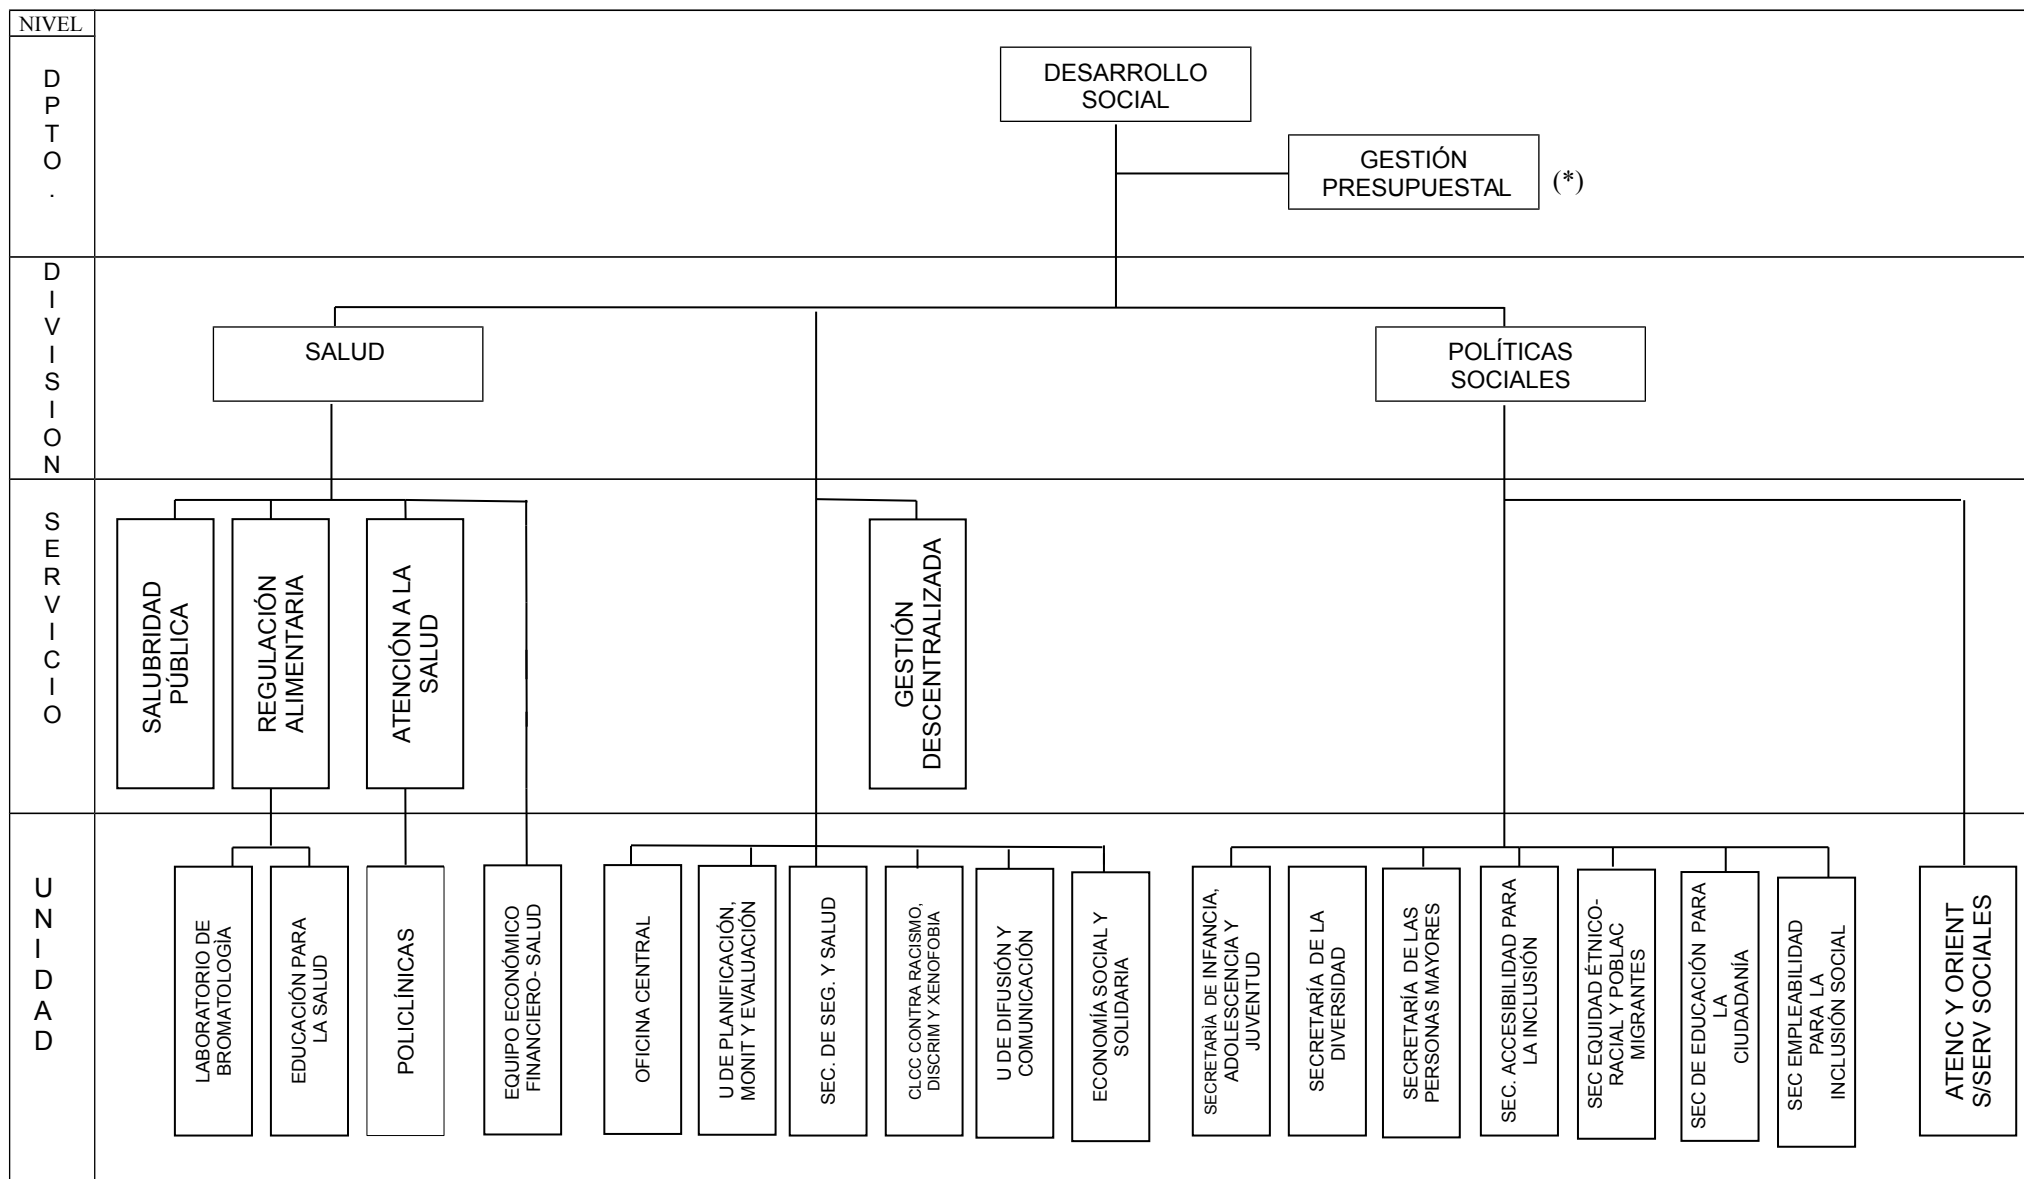 NIVEL
DPTO.
DESARROLLO
SOCIAL
GESTIÓN
PRESUPUESTAL
(*)
DIVISION
SALUD
POLÍTICAS
SOCIALES
SERVICIO
SALUBRIDAD
PÚBLICA
REGULACIÓN
ALIMENTARIA
ATENCIÓN A LA
SALUD
GESTIÓN
DESCENTRALIZADA
UNIDAD
LABORATORIO DE
BROMATOLOGÍA
EDUCACIÓN PARA
LA SALUD
POLICLÍNICAS
EQUIPO ECONÓMICO
FINANCIERO- SALUD
OFICINA CENTRAL
U DE PLANIFICACIÓN,
MONIT Y EVALUACIÓN
SEC. DE SEG. Y SALUD
CLCC CONTRA RACISMO,
DISCRIM Y XENOFOBIA
U DE DIFUSIÓN Y
COMUNICACIÓN
ECONOMÍA SOCIAL Y
SOLIDARIA
SECRETARÌA DE INFANCIA,
ADOLESCENCIA Y
JUVENTUD
SECRETARÍA DE LA
DIVERSIDAD
SECRETARÍA DE LAS
PERSONAS MAYORES
SEC. ACCESIBILIDAD PARA
LA INCLUSIÓN
SEC EQUIDAD ÉTNICO-
RACIAL Y POBLAC
MIGRANTES
SEC DE EDUCACIÓN PARA
LA
CIUDADANÍA
SEC EMPLEABILIDAD
PARA LA
INCLUSIÓN SOCIAL
ATENC Y ORIENT
S/SERV SOCIALES